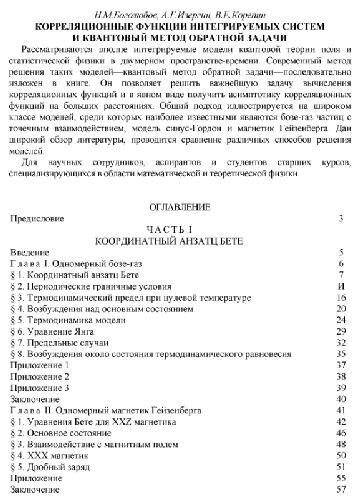 Н.М.Боголюбов, А.Г.Изергин, В.Е.Корепин
КОРРЕЛЯЦИОННЫЕ ФУНКЦИИ ИНТЕГРИРУЕМЫХ СИСТЕМ
И КВАНТОВЫЙ МЕТОД ОБРАТНОЙ ЗАДАЧИ
Рассматриваются вполне интегрируемые модели квантовой теории поля и
статистической физики в двумерном пространстве-времени. Современный метод
решения таких моделей—квантовый метод обратной задачи—последовательно
изложен в книге. Он позволяет решить важнейшую задачу вычисления
корреляционных функций и в явном виде получить асимптотику корреляционных
функций на больших расстояниях. Общий подход иллюстрируется на широком
классе моделей, среди которых наиболее известными являются бозе-газ частиц с
точечным взаимодействием, модель синус-Гордон и магнетик Гейзенберга. Дан
широкий обзор литературы, проводится сравнение различных способов решения
моделей.
Для научных сотрудников, аспирантов и студентов старших курсов,
специализирующихся в области математической и теоретической физики
ОГЛАВЛЕНИЕ
Предисловие 3
ЧАСТЬ I
КООРДИНАТНЫЙ АНЗАТЦ БЕТЕ
Введение 5
Глава I. Одномерный бозе-газ 6
§ 1. Координатный анзатц Бете 7
§ 2. Периодические граничные условия И
§ 3. Термодинамический предел при нулевой температуре 16
§ 4. Возбуждения над основным состоянием 20
§ 5. Термодинамика модели 24
§ 6. Уравнение Янга 29
§ 7. Предельные случаи 32
§ 8. Возбуждения около состояния термодинамического равновесия 35
Приложение 1 37
Приложение 2 38
Приложение 3 39
Заключение 40
Глава II. Одномерный магнетик Гейзенберга 41
§ 1. Уравнения Бете для XXZ магнетика 42
§ 2. Основное состояние 46
§ 3. Взаимодействие с магнитным полем 48
§ 4. XXX магнетик 50
§ 5. Дробный заряд 51
Приложение 55
Заключение 57